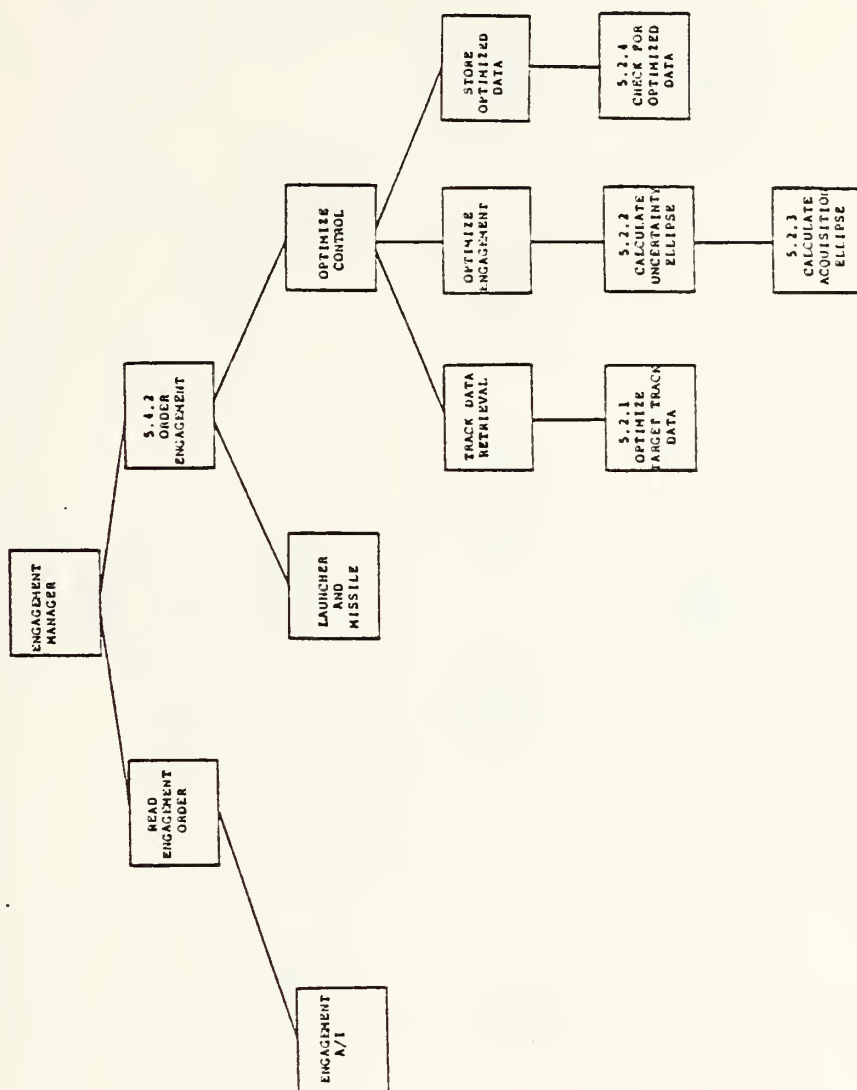 ENGAGEMENT
MANAGER
READ
ENGAGEMENT
ORDER
5.4.2
ORDER
ENGAGEMENT
ENGAGEMENT
A/I
LAUNCHER
AND
MISSILE
OPTIMIZE
CONTROL
TRACK DATA
RETRIEVAL
OPTIMIZE
ENGAGEMENT
STORE
OPTIMIZED
DATA
5.2.1
OPTIMIZE
TARGET TRACK
DATA
5.2.2
CALCULATE
UNCERTAINTY
ELLIPSE
5.2.4
CHECK FOR
OPTIMIZED
DATA
5.2.3
CALCULATE
ACQUISITION
ELLIPSE